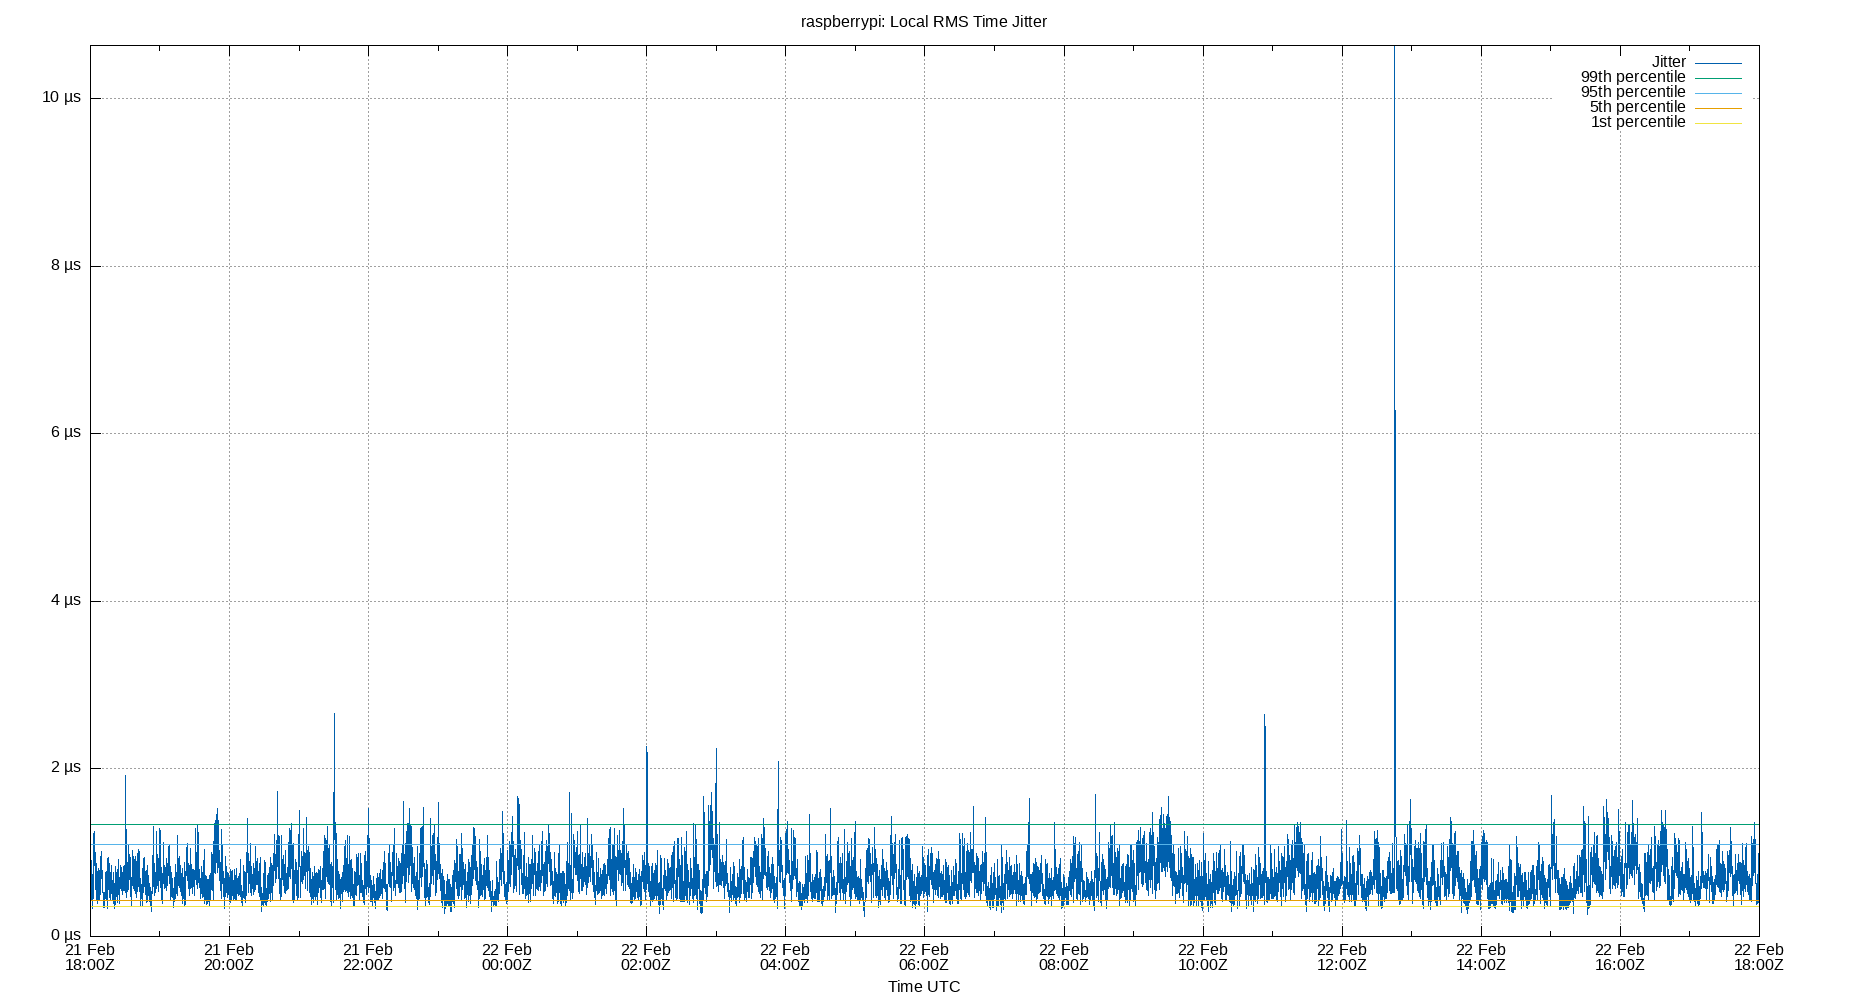 raspberrypi: Local RMS Time Jitter
Jitter
99th percentile
95th percentile
5th percentile
1st percentile
10 µs
8 µs
6 µs
4 µs
2 µs
0 µs
21 Feb 21 Feb 21 Feb 22 Feb 22 Feb 22 Feb 22 Feb 22 Feb 22 Feb 22 Feb 22 Feb 22 Feb 22 Feb
18:00Z 20:00Z 22:00Z 00:00Z 02:00Z 04:00Z 06:00Z 08:00Z 10:00Z 12:00Z 14:00Z 16:00Z 18:00Z
Time UTC